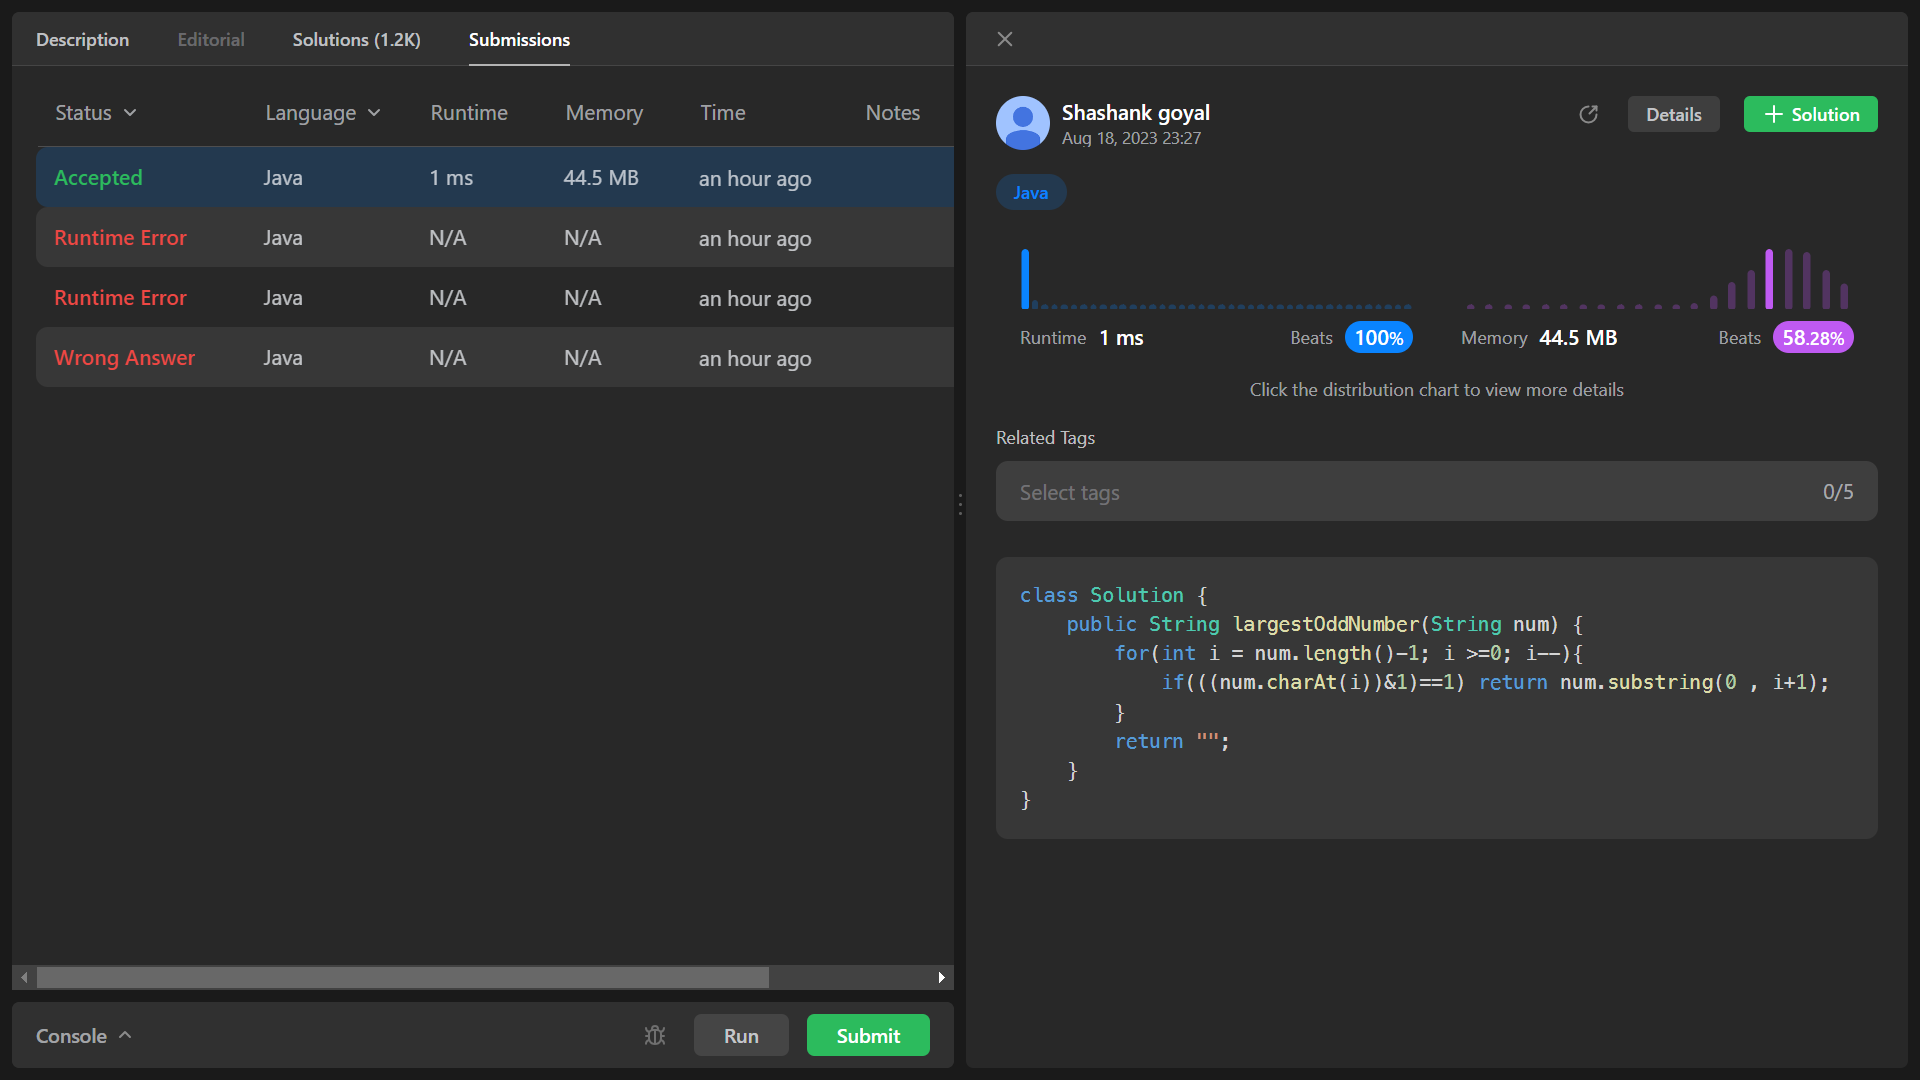 Description Editorial Solutions (1.2K) Submissions
Status Language Runtime Memory Time Notes
Accepted Java 1 ms 44.5 MB an hour ago
Runtime Error Java N/A N/A an hour ago
Runtime Error Java N/A N/A an hour ago
Wrong Answer Java N/A N/A an hour ago
Console Run Submit
Shashank goyal
Aug 18, 2023 23:27
Details + Solution
Java
Runtime 1 ms Beats 100% Memory 44.5 MB Beats 58.28%
Click the distribution chart to view more details
Related Tags
Select tags 0/5
class Solution {
    public String largestOddNumber(String num) {
        for(int i = num.length()-1; i >=0; i--){
            if(((num.charAt(i))&1)==1) return num.substring(0 , i+1);
        }
        return "";
    }
}